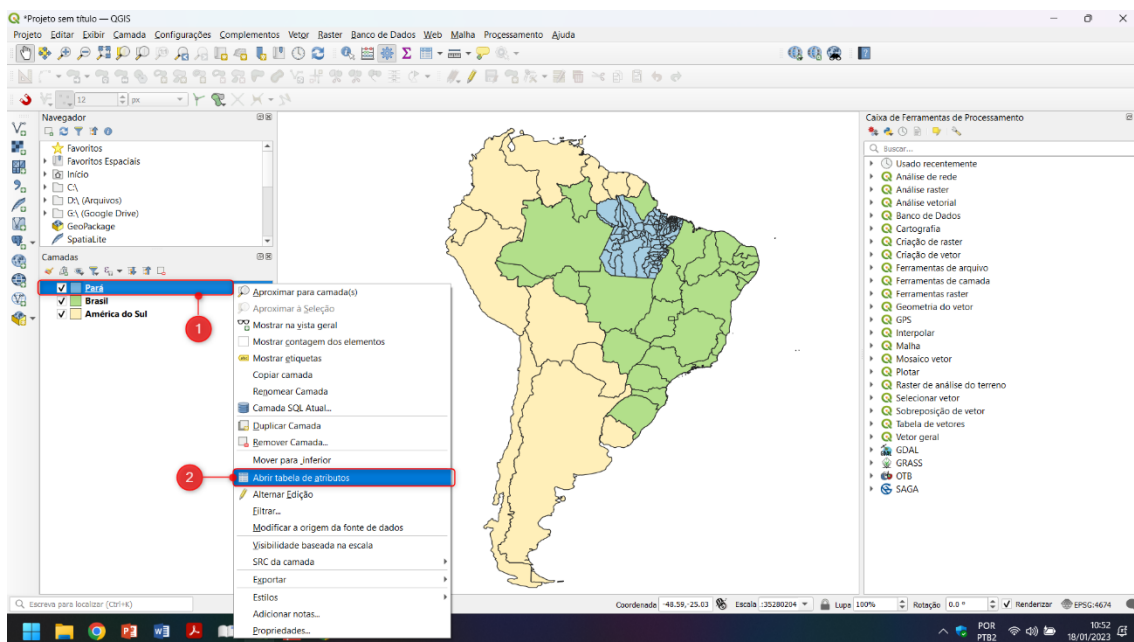 *Projeto sem título — QGIS
Projeto Editar Exibir Camada Configurações Complementos Vetor Raster Banco de Dados Web Malha Processamento Ajuda
12 px
Navegador
Favoritos
Favoritos Espaciais
Início
C:\
D:\ (Arquivos)
G:\ (Google Drive)
GeoPackage
SpatiaLite
Camadas
Pará
Brasil
América do Sul
1
2
Aproximar para camada(s)
Aproximar à Seleção
Mostrar na vista geral
Mostrar contagem dos elementos
Mostrar etiquetas
Copiar camada
Renomear Camada
Camada SQL Atual...
Duplicar Camada
Remover Camada...
Mover para _inferior
Abrir tabela de atributos
Alternar Edição
Filtrar...
Modificar a origem da fonte de dados
Visibilidade baseada na escala
SRC da camada
Exportar
Estilos
Adicionar notas...
Propriedades...
Caixa de Ferramentas de Processamento
Buscar...
Usado recentemente
Análise de rede
Análise raster
Análise vetorial
Banco de Dados
Cartografia
Criação de raster
Criação de vetor
Ferramentas de arquivo
Ferramentas de camada
Ferramentas raster
Geometria do vetor
GPS
Interpolar
Malha
Mosaico vetor
Plotar
Raster de análise do terreno
Selecionar vetor
Sobreposição de vetor
Tabela de vetores
Vetor geral
GDAL
GRASS
OTB
SAGA
Escreva para localizar (Ctrl+K)
Coordenada -48.59,-25.03 Escala :35280204 Lupa 100% Rotação 0.0 ° Renderizar EPSG:4674
POR
PTB2
10:52
18/01/2023